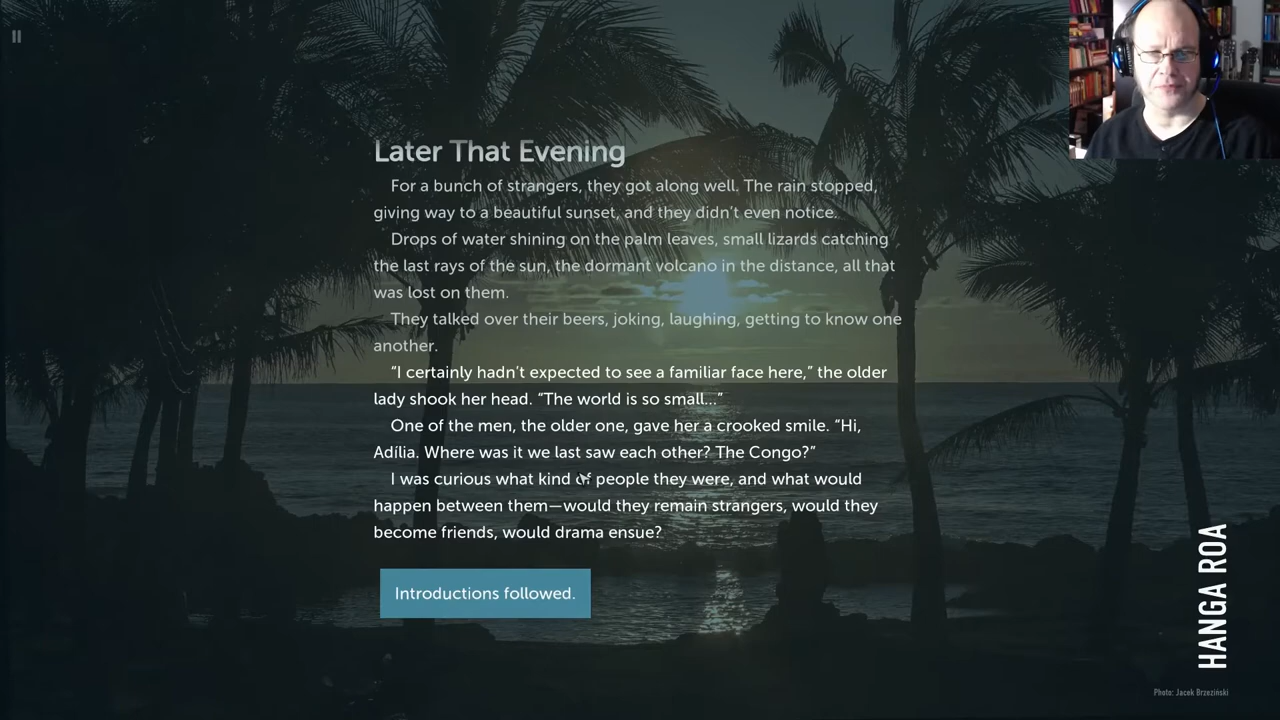 Later That Evening
For a bunch of strangers, they got along well. The rain stopped,
giving way to a beautiful sunset, and they didn’t even notice.
Drops of water shining on the palm leaves, small lizards catching
the last rays of the sun, the dormant volcano in the distance, all that
was lost on them.
They talked over their beers, joking, laughing, getting to know one
another.
“I certainly hadn’t expected to see a familiar face here,” the older
lady shook her head. “The world is so small…”
One of the men, the older one, gave her a crooked smile. “Hi,
Adília. Where was it we last saw each other? The Congo?”
I was curious what kind of people they were, and what would
happen between them—would they remain strangers, would they
become friends, would drama ensue?
Introductions followed.
HANGA ROA
Photo: Jacek Brzeziński